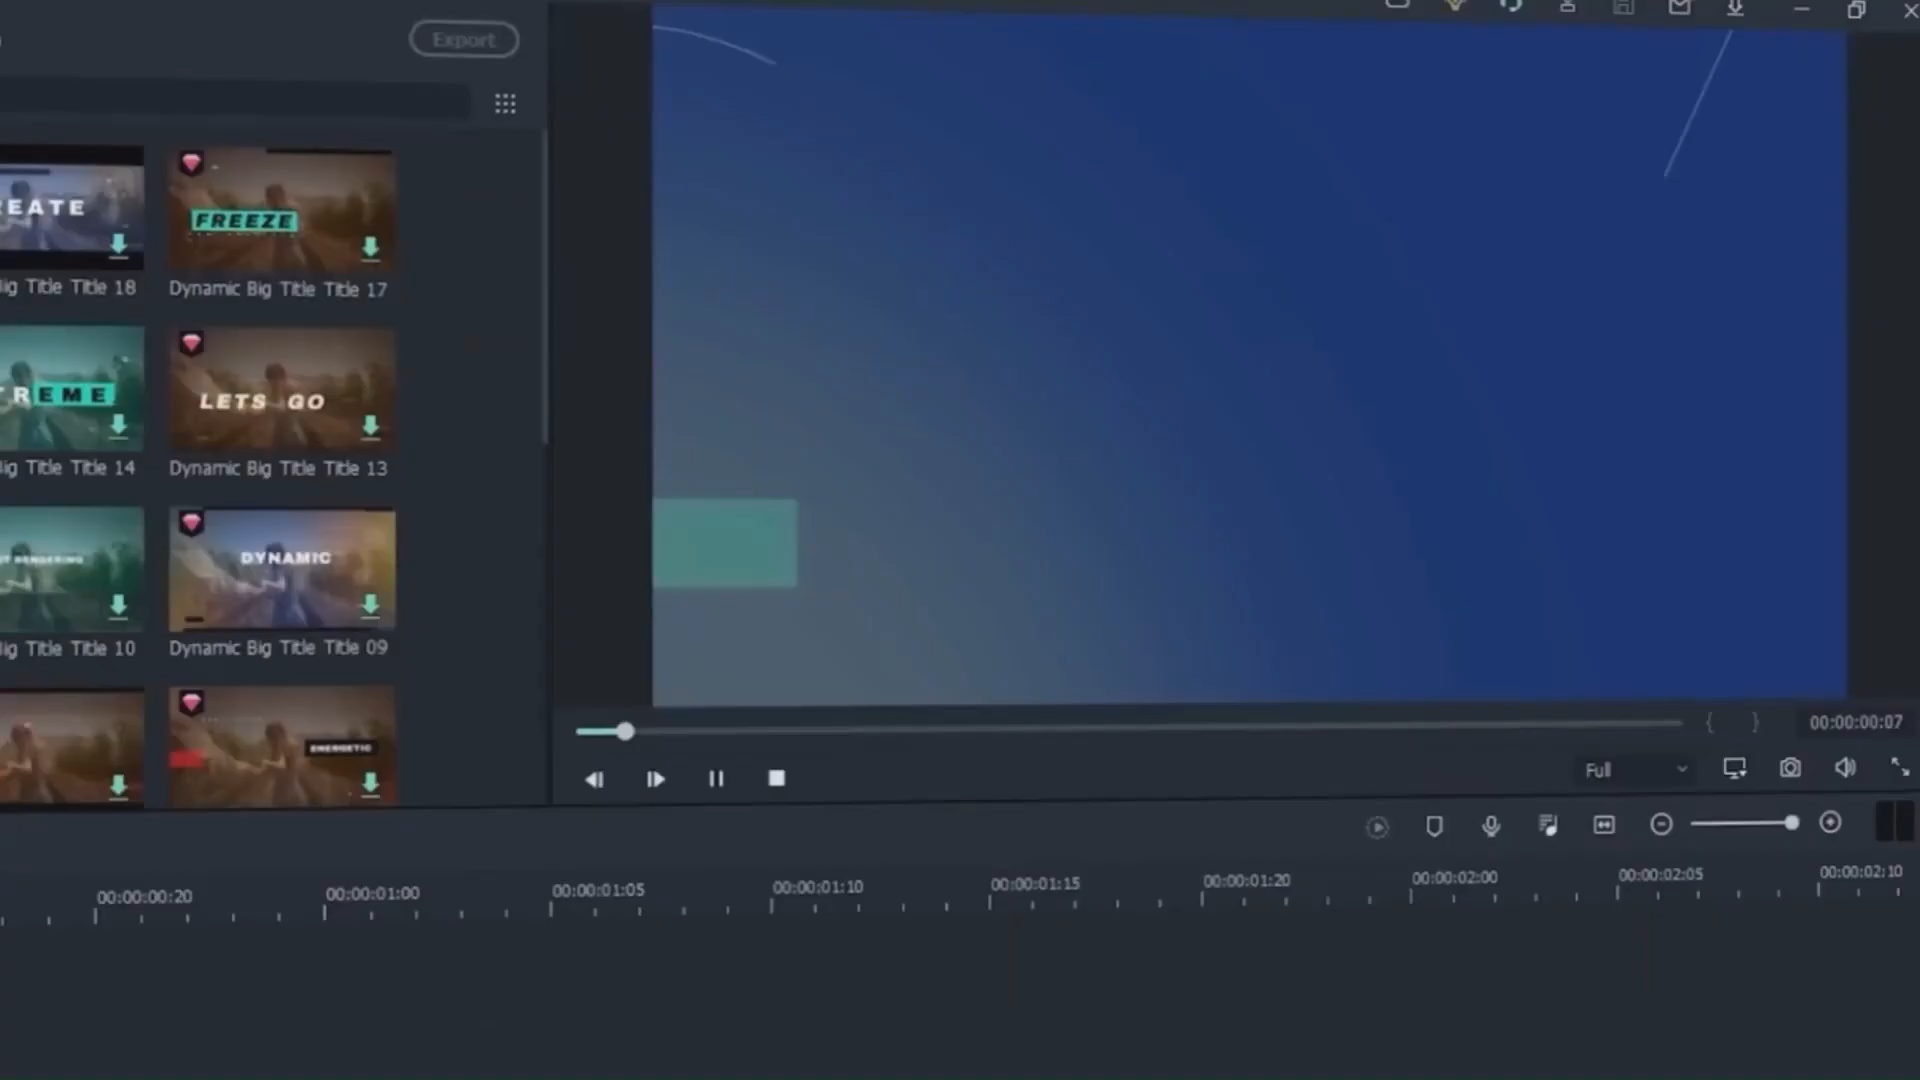 Export
EATE
FREEZE
ig Title Title 18
Dynamic Big Title Title 17
REME
LETS GO
ig Title Title 14
Dynamic Big Title Title 13
RENDERING
DYNAMIC
ig Title Title 10
Dynamic Big Title Title 09
ENERGETIC
{ }
00:00:00:07
Full
00:00:00:20
00:00:01:00
00:00:01:05
00:00:01:10
00:00:01:15
00:00:01:20
00:00:02:00
00:00:02:05
00:00:02:10